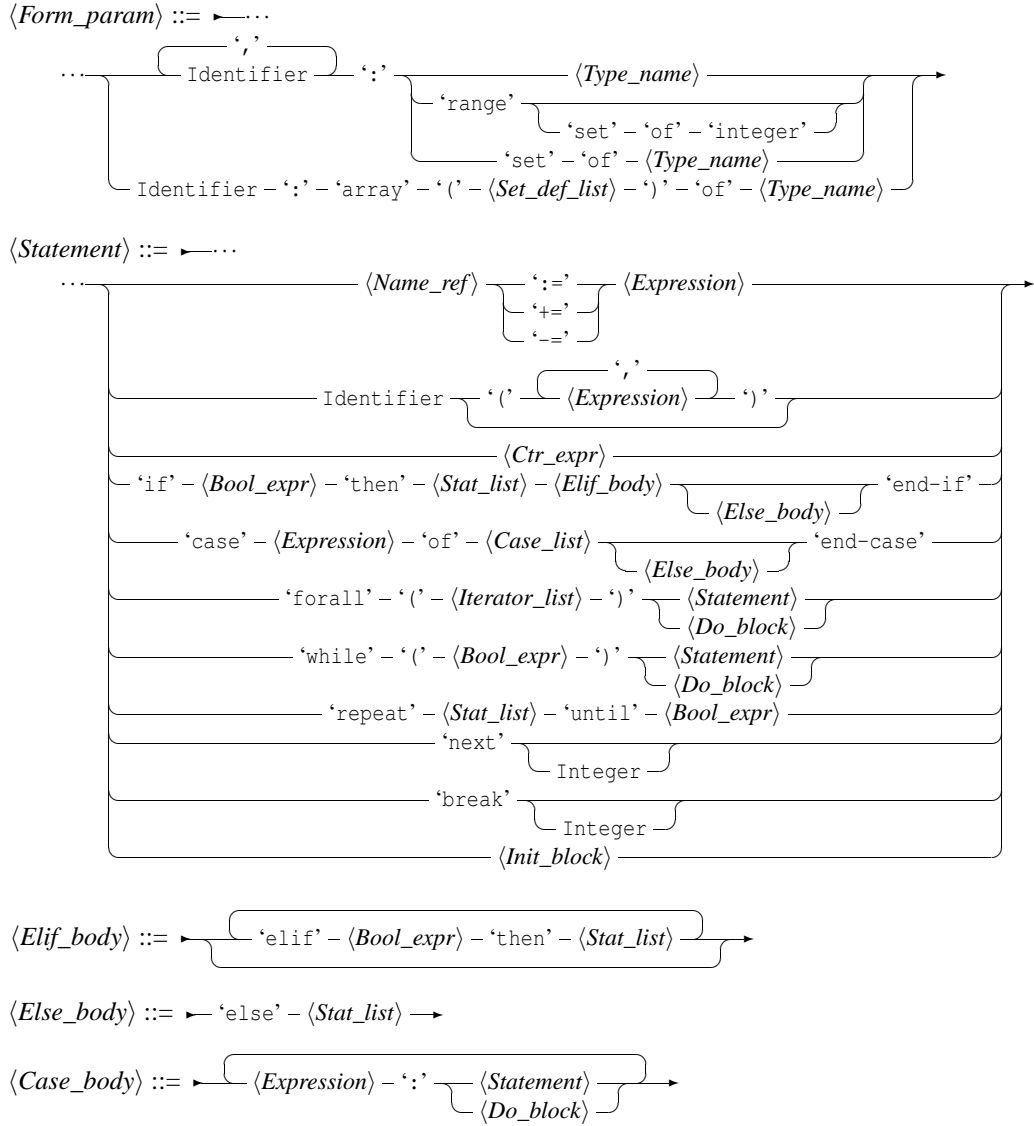 ⟨Form_param⟩ ::= ···
‘,’
··· Identifier ‘:’ ⟨Type_name⟩
‘range’
‘set’ ‘of’ ‘integer’
‘set’ ‘of’ ⟨Type_name⟩
Identifier ‘:’ ‘array’ ‘(’ ⟨Set_def_list⟩ ‘)’ ‘of’ ⟨Type_name⟩
⟨Statement⟩ ::= ···
··· ⟨Name_ref⟩ ‘:=’ ⟨Expression⟩
‘+=’
‘-=’
‘,’
Identifier ‘(’ ⟨Expression⟩ ‘)’
⟨Ctr_expr⟩
‘if’ ⟨Bool_expr⟩ ‘then’ ⟨Stat_list⟩ ⟨Elif_body⟩ ‘end-if’
⟨Else_body⟩
‘case’ ⟨Expression⟩ ‘of’ ⟨Case_list⟩ ‘end-case’
⟨Else_body⟩
‘forall’ ‘(’ ⟨Iterator_list⟩ ‘)’ ⟨Statement⟩
⟨Do_block⟩
‘while’ ‘(’ ⟨Bool_expr⟩ ‘)’ ⟨Statement⟩
⟨Do_block⟩
‘repeat’ ⟨Stat_list⟩ ‘until’ ⟨Bool_expr⟩
‘next’
Integer
‘break’
Integer
⟨Init_block⟩
⟨Elif_body⟩ ::= ‘elif’ ⟨Bool_expr⟩ ‘then’ ⟨Stat_list⟩
⟨Else_body⟩ ::= ‘else’ ⟨Stat_list⟩
⟨Case_body⟩ ::= ⟨Expression⟩ ‘:’ ⟨Statement⟩
⟨Do_block⟩